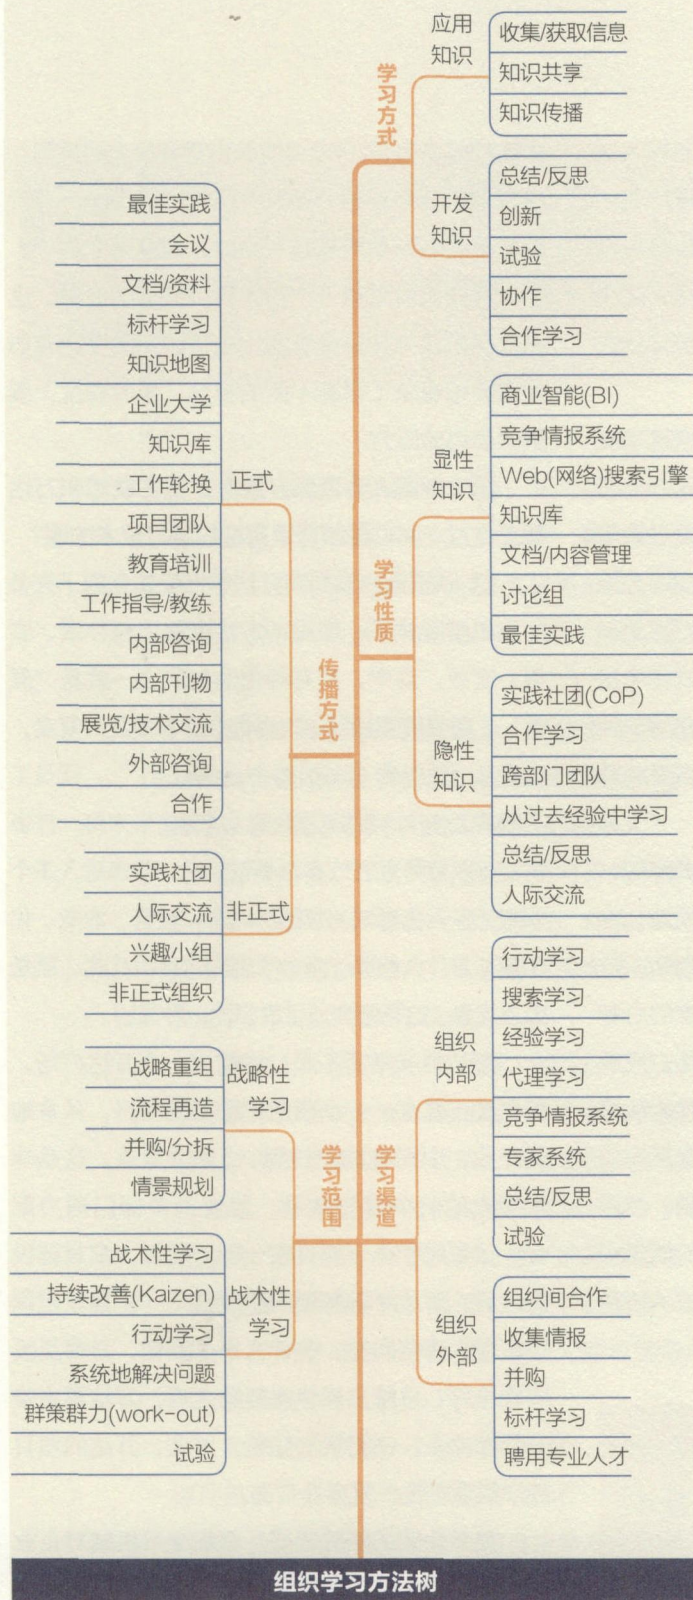 学习方式
应用
知识
收集/获取信息
知识共享
知识传播
开发
知识
总结/反思
创新
试验
协作
合作学习
学习性质
显性
知识
商业智能(BI)
竞争情报系统
Web(网络)搜索引擎
知识库
文档/内容管理
讨论组
最佳实践
隐性
知识
实践社团(CoP)
合作学习
跨部门团队
从过去经验中学习
总结/反思
人际交流
传播方式
正式
最佳实践
会议
文档/资料
标杆学习
知识地图
企业大学
知识库
工作轮换
项目团队
教育培训
工作指导/教练
内部咨询
内部刊物
展览/技术交流
外部咨询
合作
非正式
实践社团
人际交流
兴趣小组
非正式组织
学习范围
战略性
学习
战略重组
流程再造
并购/分拆
情景规划
战术性
学习
战术性学习
持续改善(Kaizen)
行动学习
系统地解决问题
群策群力(work-out)
试验
学习渠道
组织
内部
行动学习
搜索学习
经验学习
代理学习
竞争情报系统
专家系统
总结/反思
试验
组织
外部
组织间合作
收集情报
并购
标杆学习
聘用专业人才
组织学习方法树